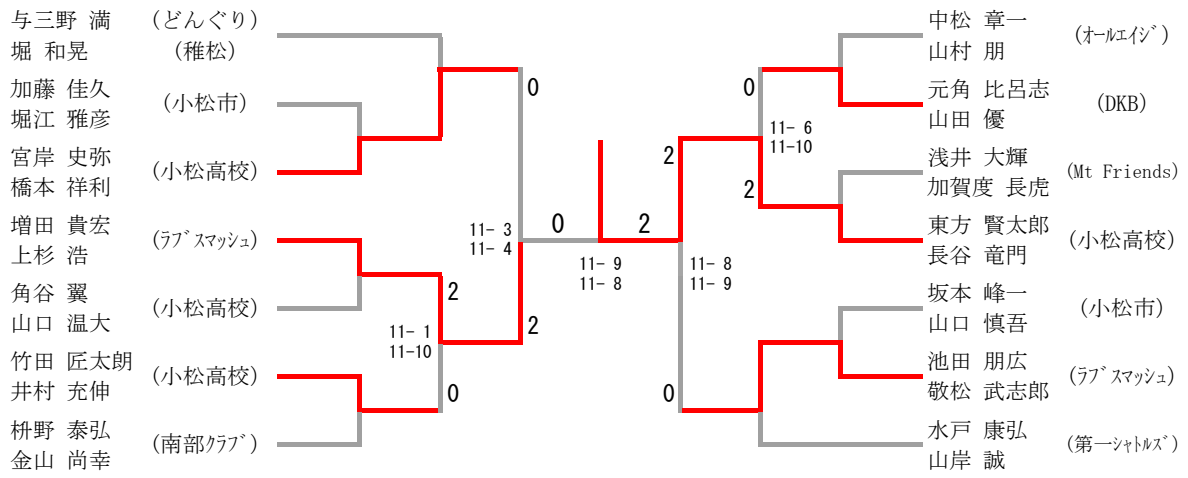 与三野 満 (どんぐり)
堀 和晃 (稚松)
加藤 佳久
堀江 雅彦
(小松市)
宮岸 史弥
橋本 祥利
(小松高校)
増田 貴宏
上杉 浩
(ﾗﾌﾞｽﾏｯｼｭ)
角谷 翼
山口 温大
(小松高校)
竹田 匠太朗
井村 充伸
(小松高校)
枡野 泰弘
金山 尚幸
(南部ｸﾗﾌﾞ)
2
11- 1
11-10
0
0
11- 3
11- 4
2
0
2
11- 9
11- 8
2
11- 8
11- 9
0
0
11- 6
11-10
2
中松 章一
山村 朋
(ｵｰﾙｴｲｼﾞ)
元角 比呂志
山田 優
(DKB)
浅井 大輝
加賀度 長虎
(Mt Friends)
東方 賢太郎
長谷 竜門
(小松高校)
坂本 峰一
山口 慎吾
(小松市)
池田 朋広
敬松 武志郎
(ﾗﾌﾞｽﾏｯｼｭ)
水戸 康弘
山岸 誠
(第一ｼｬﾄﾙｽﾞ)